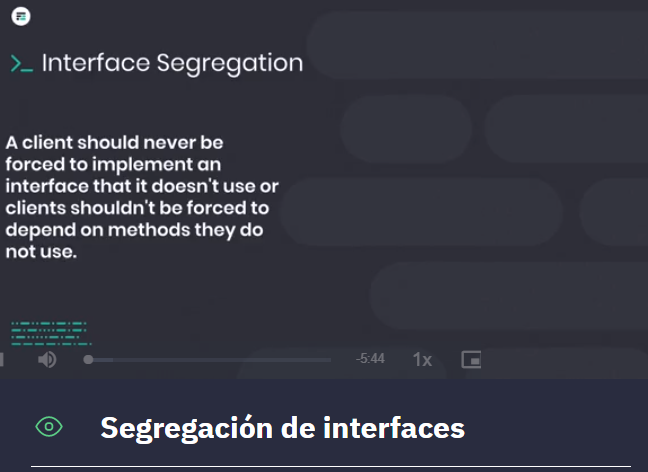 >_ Interface Segregation
A client should never be
forced to implement an
interface that it doesn't use or
clients shouldn't be forced to
depend on methods they do
not use.
-5:44
1x
Segregación de interfaces